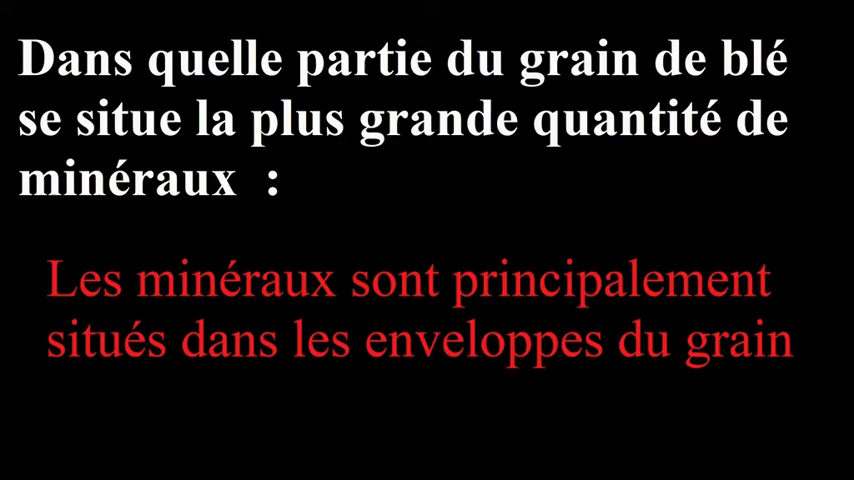 Dans quelle partie du grain de blé
se situe la plus grande quantité de
minéraux :
Les minéraux sont principalement
situés dans les enveloppes du grain